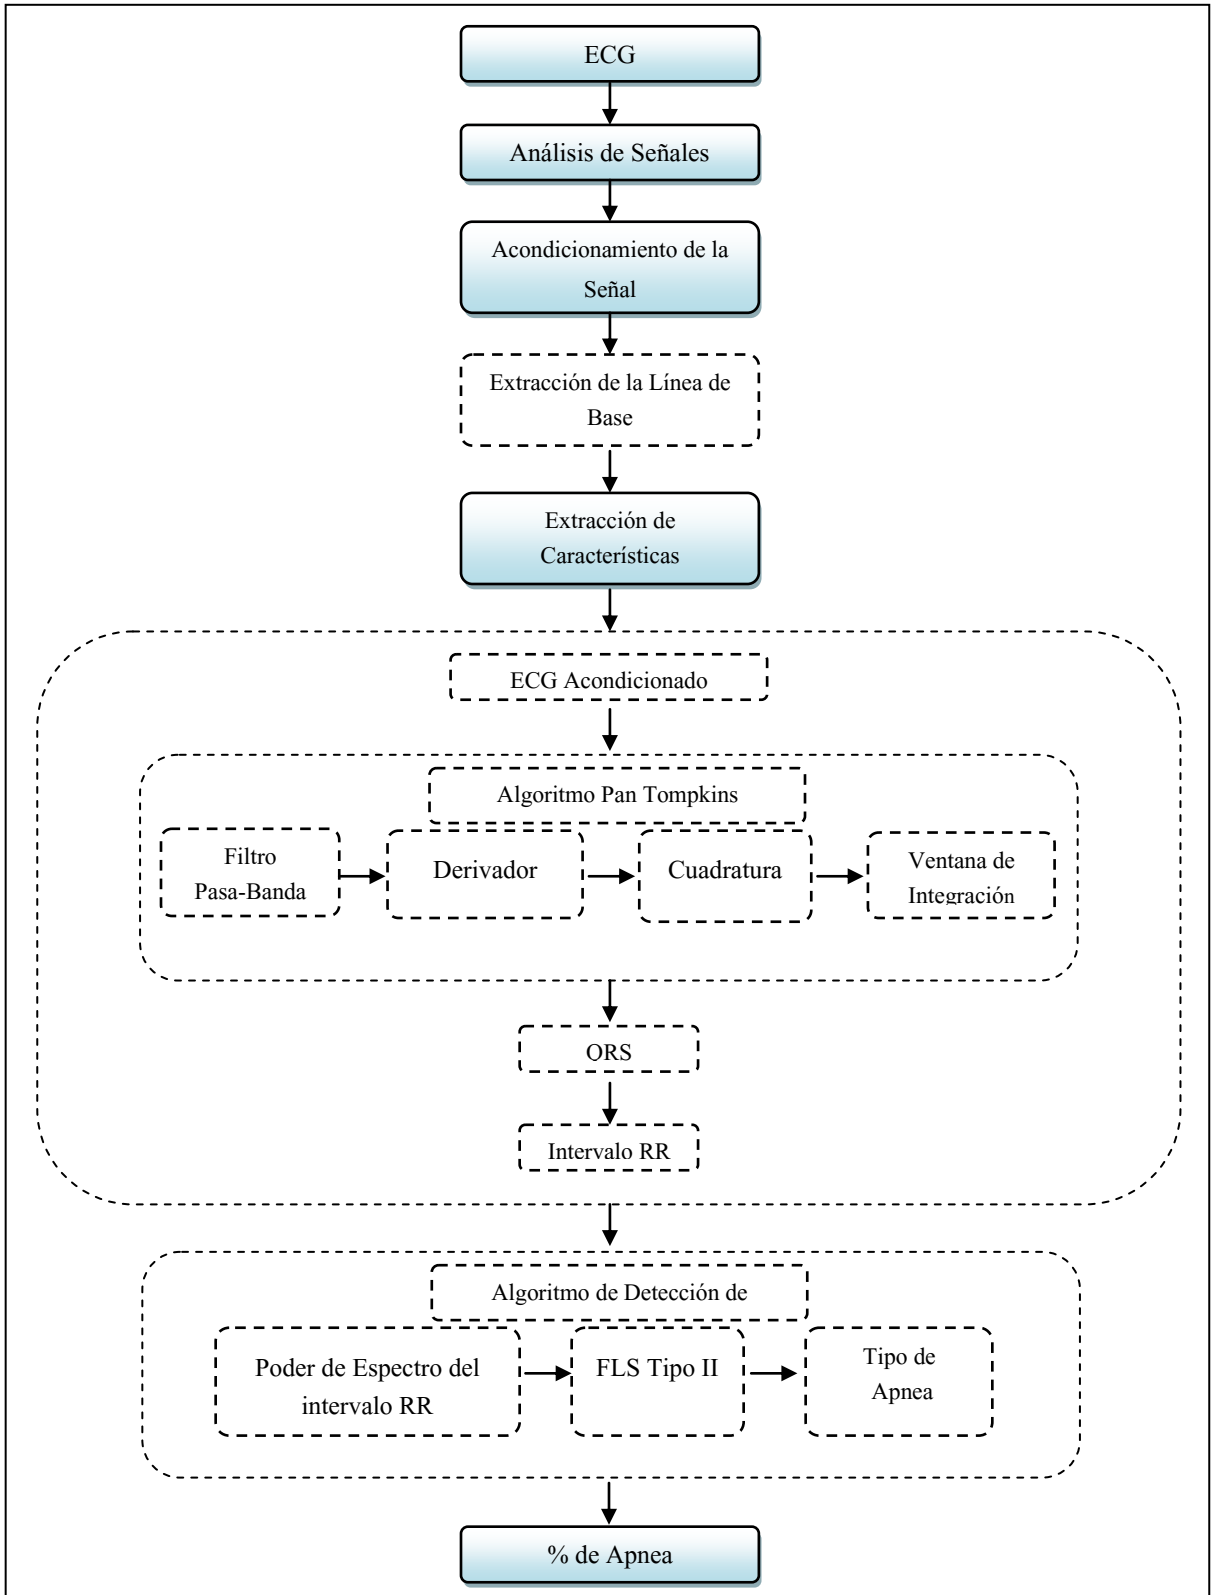 ECG
Análisis de Señales
Acondicionamiento de la
Señal
Extracción de la Línea de
Base
Extracción de
Características
ECG Acondicionado
Algoritmo Pan Tompkins
Filtro
Pasa-Banda
Derivador
Cuadratura
Ventana de
Integración
ORS
Intervalo RR
Algoritmo de Detección de
Poder de Espectro del
intervalo RR
FLS Tipo II
Tipo de
Apnea
% de Apnea